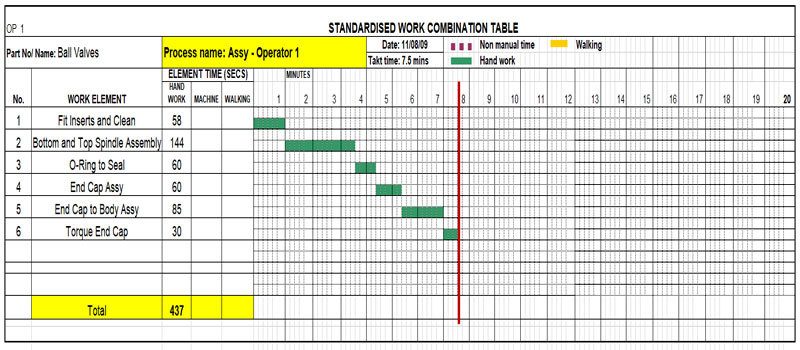 OP 1
STANDARDISED WORK COMBINATION TABLE
Part No/ Name: Ball Valves
Process name: Assy - Operator 1
Date: 11/08/09
Takt time: 7.5 mins
Non manual time
Walking
Hand work
ELEMENT TIME (SECS)
MINUTES
No. WORK ELEMENT HAND WORK MACHINE WALKING 1 2 3 4 5 6 7 8 9 10 11 12 13 14 15 16 17 18 19 20
1 Fit Inserts and Clean 58
2 Bottom and Top Spindle Assembly 144
3 O-Ring to Seal 60
4 End Cap Assy 60
5 End Cap to Body Assy 85
6 Torque End Cap 30
Total 437